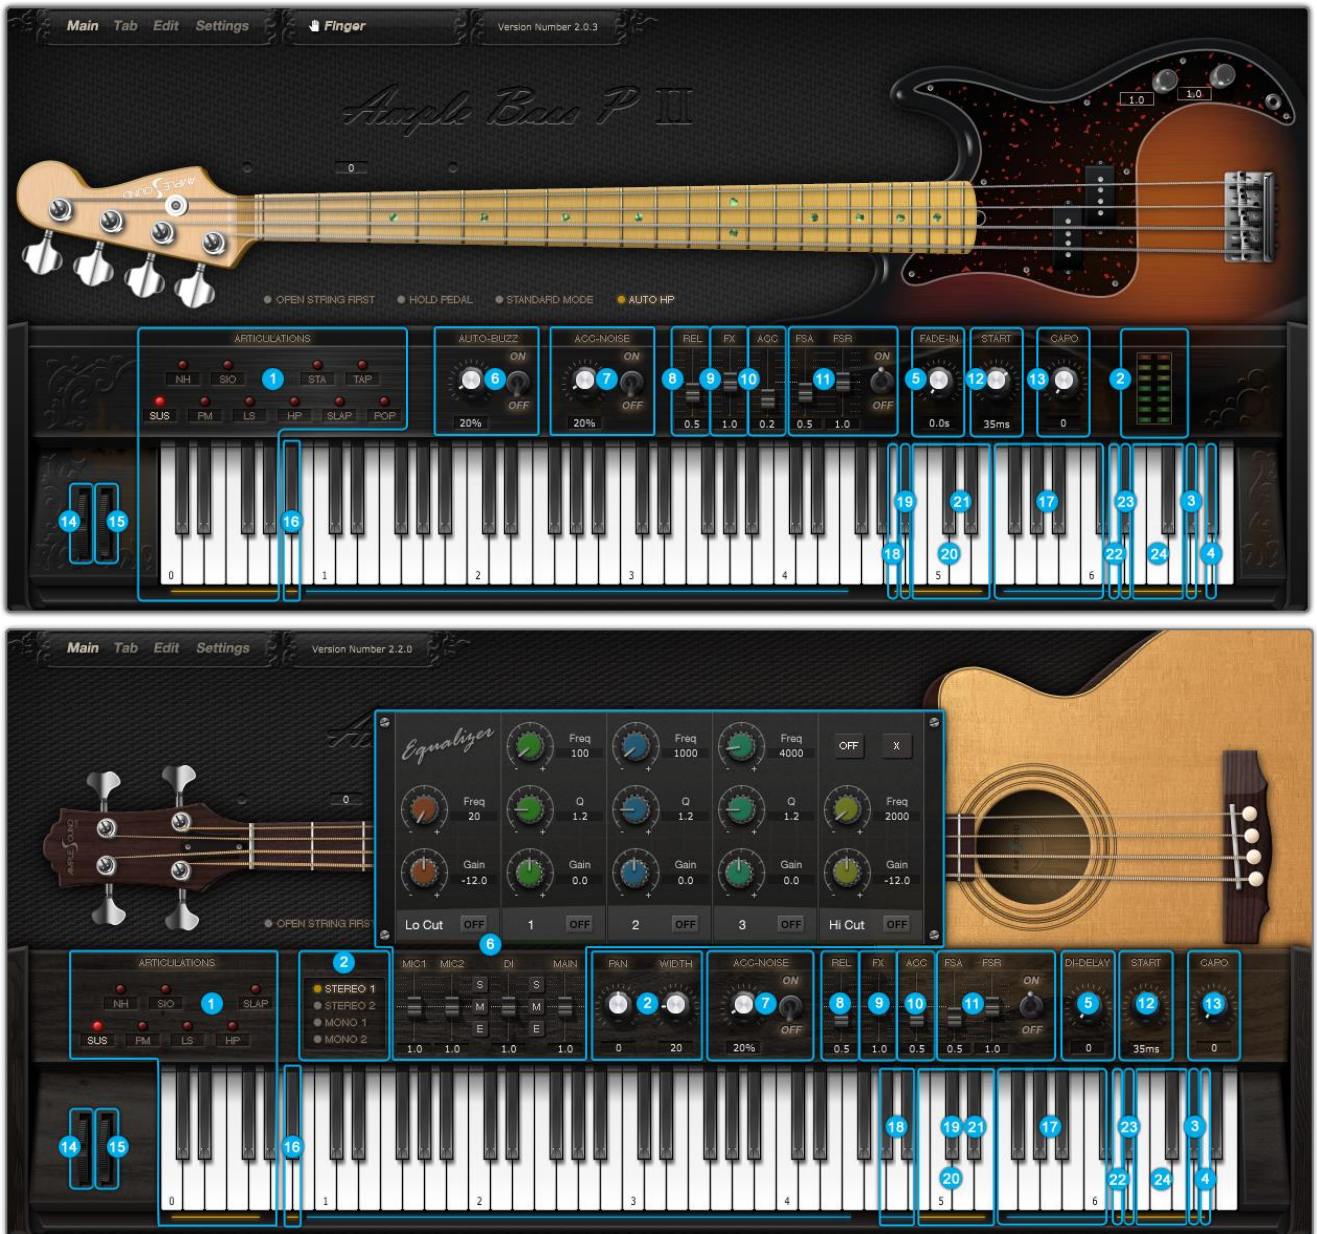 Main Tab Edit Settings Finger Version Number 2.0.3
Ample Bass P II
1.0 1.0
0
AMPLE SOUND
OPEN STRING FIRST HOLD PEDAL STANDARD MODE AUTO HP
ARTICULATIONS AUTO-BUZZ ACC-NOISE REL FX ACC FSA FSR FADE-IN START CAPO
ON ON ON
NH SIO 1 STA TAP 6 7 8 9 10 11 5 12 13 2
OFF OFF OFF
SUS PM LS HP SLAP POP 20% 20% 0.5 1.0 0.2 0.5 1.0 0.0s 35ms 0
19 21 17 23 3
14 15 16
18 20 22 24 4
0 1 2 3 4 5 6
Main Tab Edit Settings Version Number 2.2.0
Equalizer Freq 100 Freq 1000 Freq 4000 OFF X
0
Freq 20 Q 1.2 Q 1.2 Q 1.2 Freq 2000
AMPLE SOUND
Gain -12.0 Gain 0.0 Gain 0.0 Gain 0.0 Gain -12.0
OPEN STRING FIRST
Lo Cut OFF 1 OFF 2 OFF 3 OFF Hi Cut OFF
6
ARTICULATIONS 2 MIC1 MIC2 DI MAIN PAN WIDTH ACC-NOISE REL FX ACC FSA FSR DI-DELAY START CAPO
S S ON ON
NH SIO 1 SLAP STEREO 1
STEREO 2 M M 2 7 8 9 10 11 5 12 13
MONO 1 E E OFF OFF
SUS PM LS HP MONO 2
1.0 1.0 1.0 1.0 0 20 20% 0.5 1.0 0.5 0.5 1.0 0 35ms 0
18 19 21 17 23 3
14 15 16
20 22 24 4
0 1 2 3 4 5 6